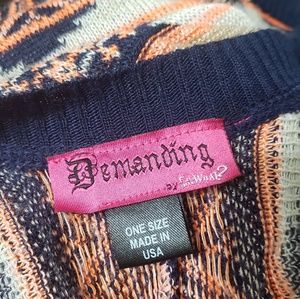 Demanding
ONE SIZE
MADE IN
USA